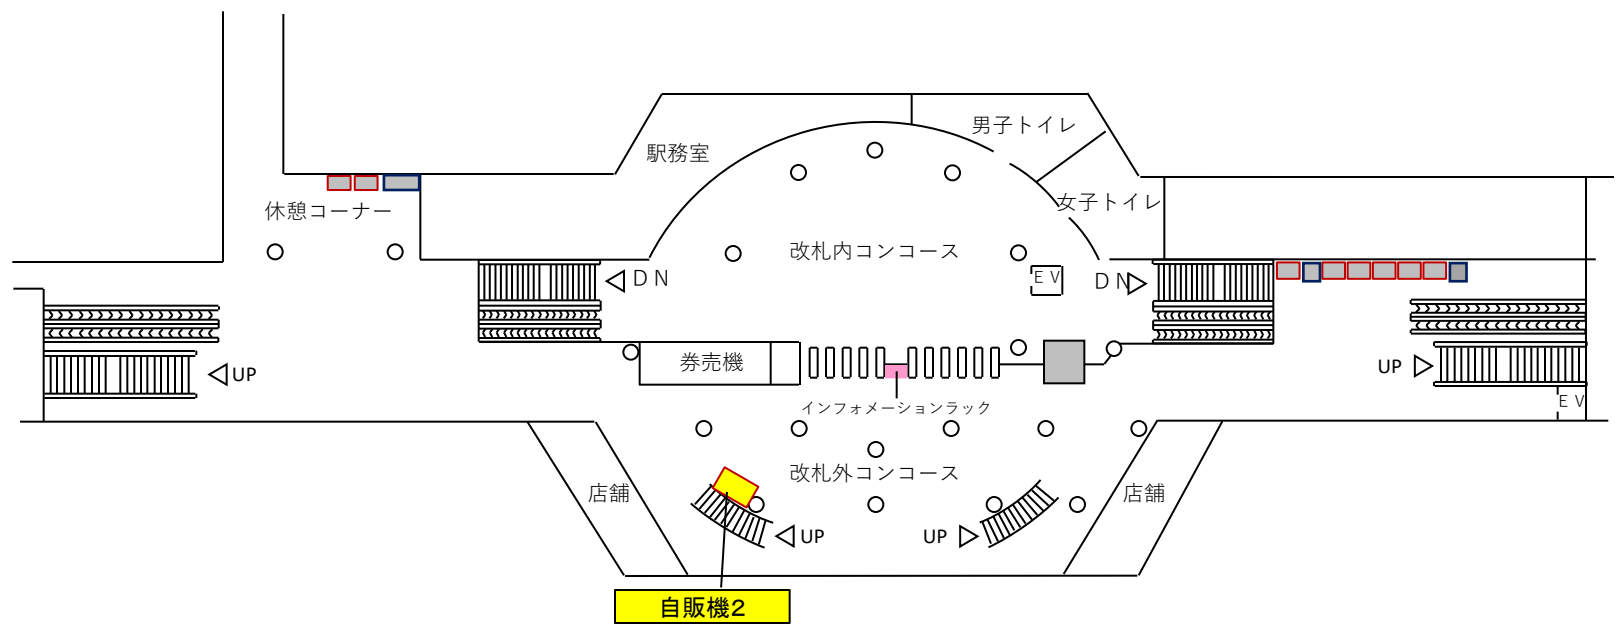 男子トイレ
駅務室
女子トイレ
休憩コーナー
改札内コンコース
EV
DN
DN
券売機
UP
UP
EV
インフォメーションラック
改札外コンコース
店舗
店舗
UP
UP
自販機2